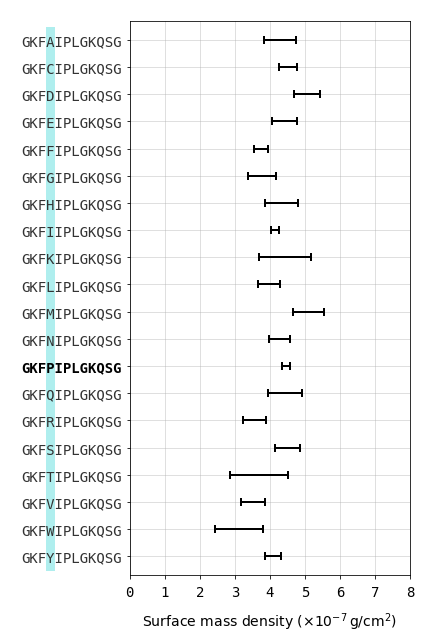 GKFAIPLGKQSG
GKFCIPLGKQSG
GKFDIPLGKQSG
GKFEIPLGKQSG
GKFFIPLGKQSG
GKFGIPLGKQSG
GKFHIPLGKQSG
GKFIIPLGKQSG
GKFKIPLGKQSG
GKFLIPLGKQSG
GKFMIPLGKQSG
GKFNIPLGKQSG
GKFPIPLGKQSG
GKFQIPLGKQSG
GKFRIPLGKQSG
GKFSIPLGKQSG
GKFTIPLGKQSG
GKFVIPLGKQSG
GKFWIPLGKQSG
GKFYIPLGKQSG
0 1 2 3 4 5 6 7 8
Surface mass density (×10⁻⁷ g/cm²)